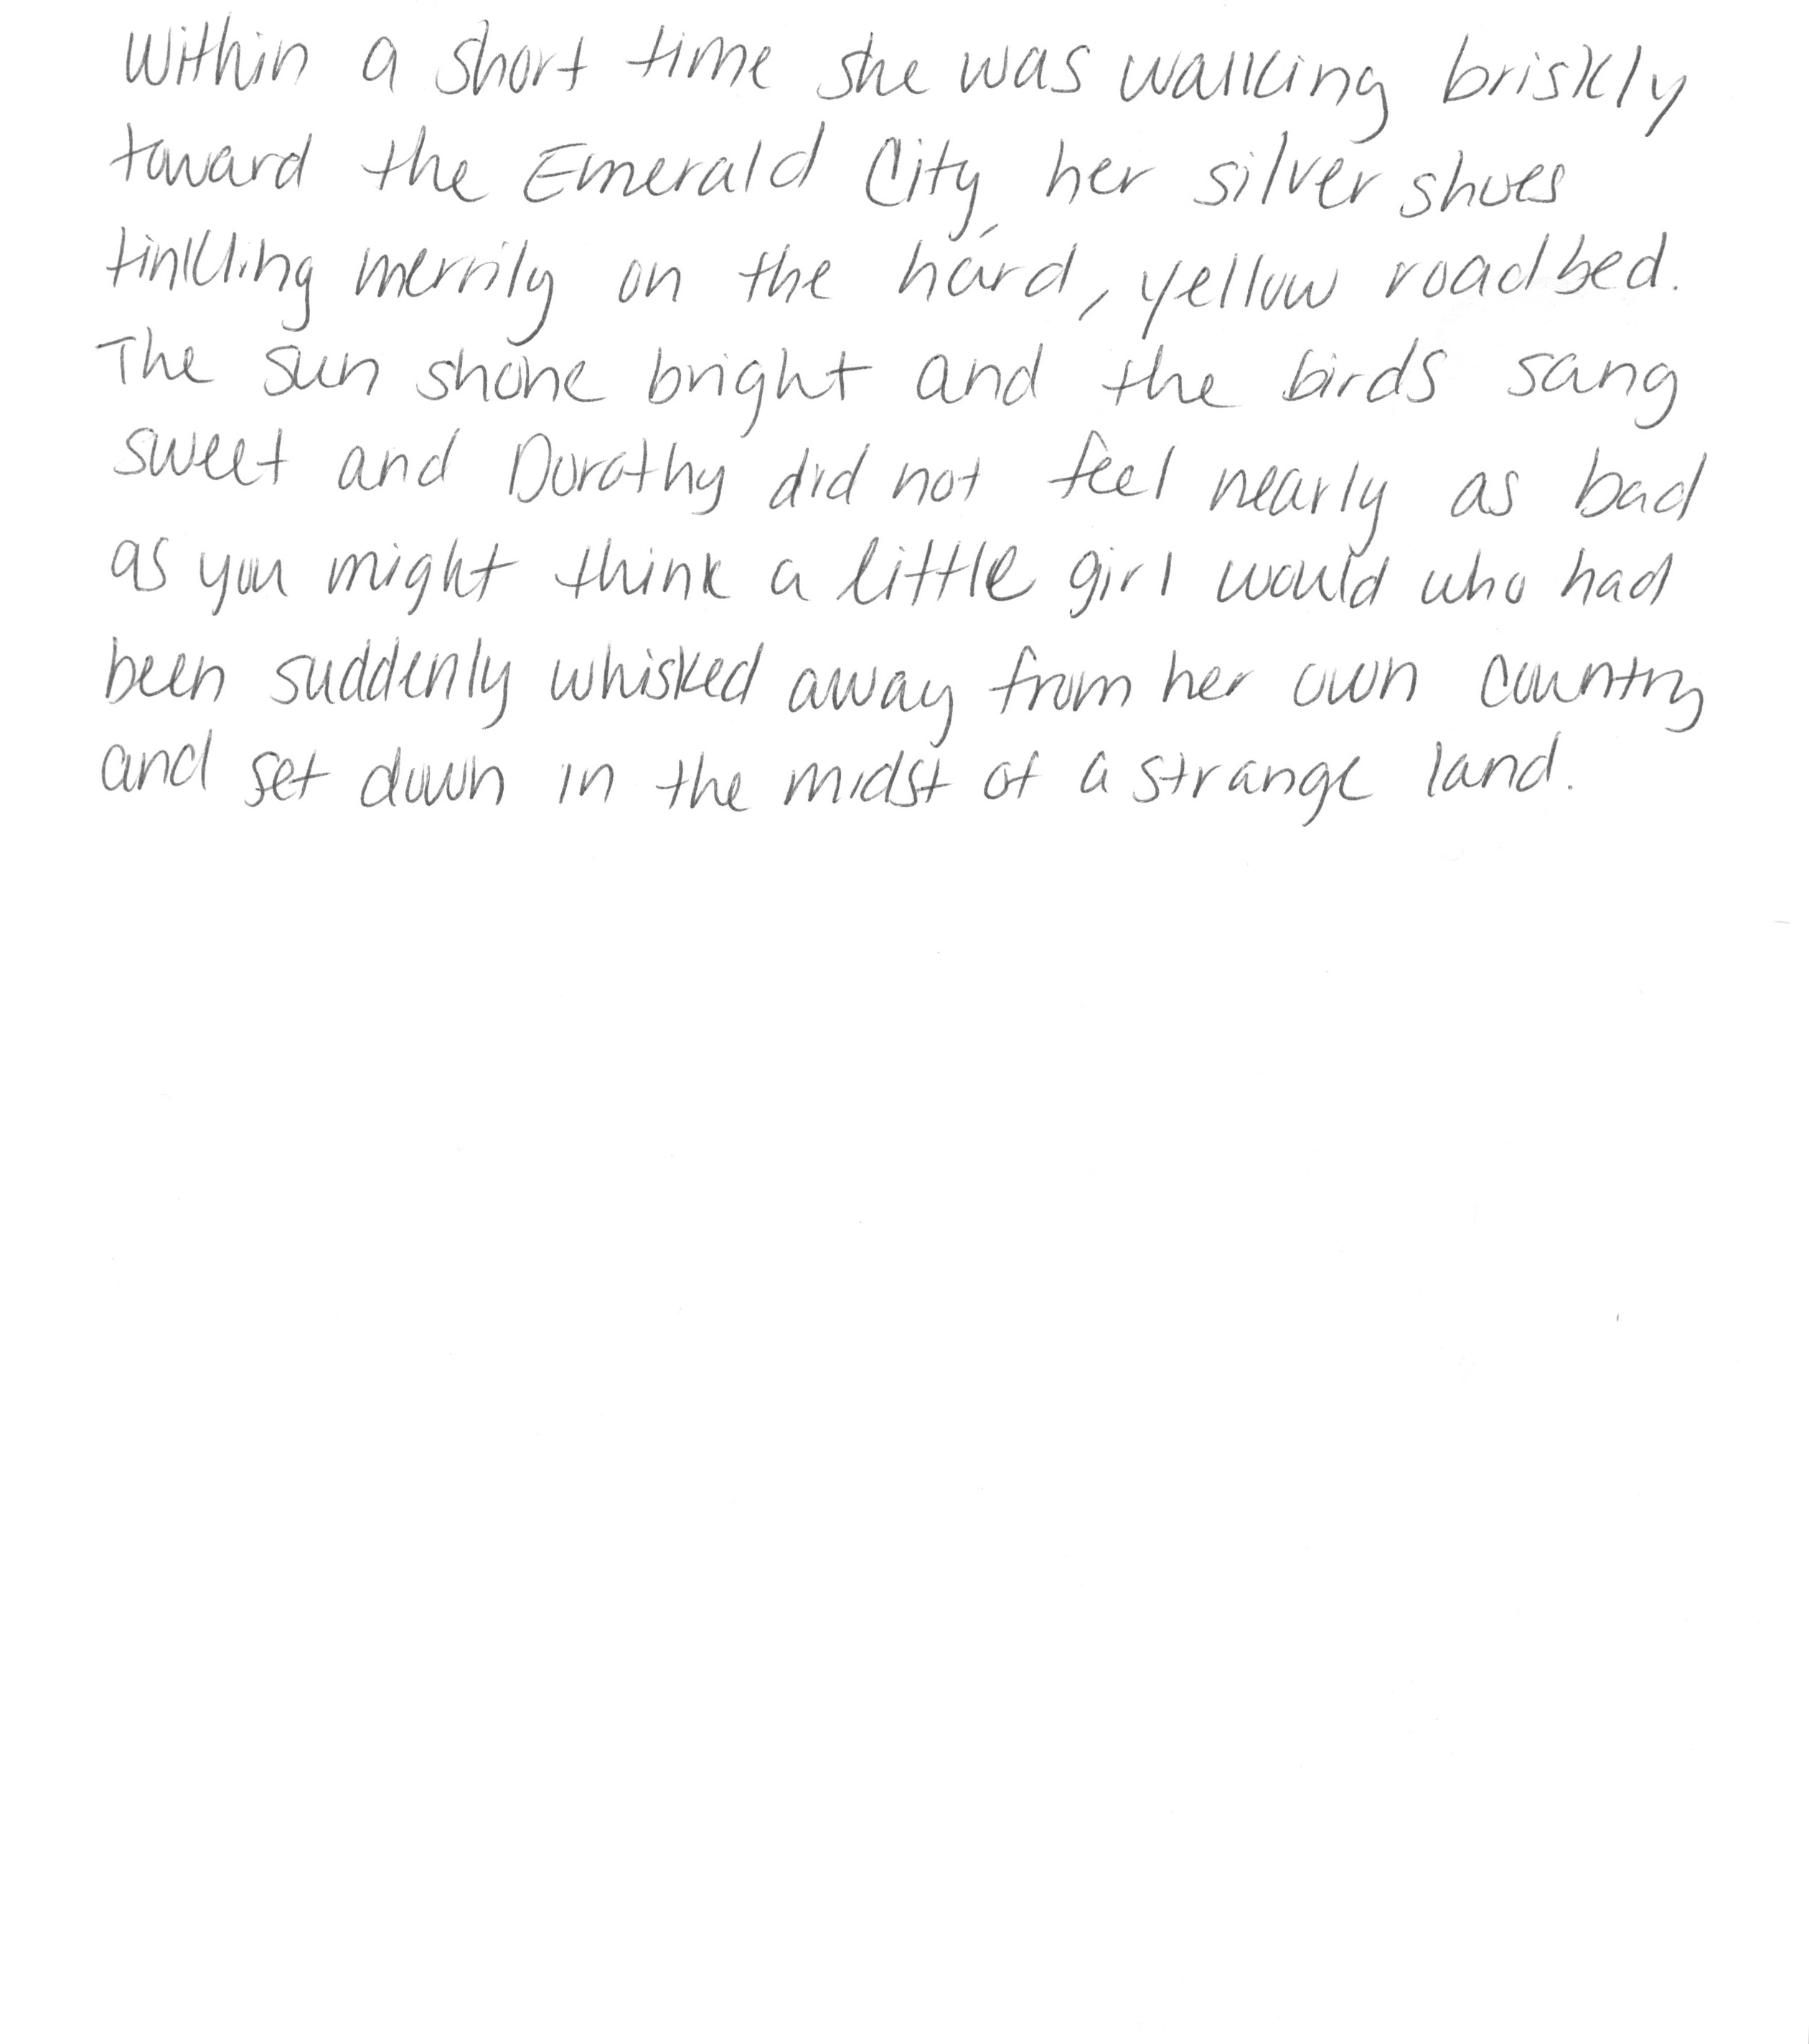 Within a short time she was walking briskly
toward the Emerald City, her silver shoes
tinkling merrily on the hard, yellow roadbed.
The sun shone bright and the birds sang
sweet and Dorothy did not feel nearly as bad
as you might think a little girl would who had
been suddenly whisked away from her own country
and set down in the midst of a strange land.